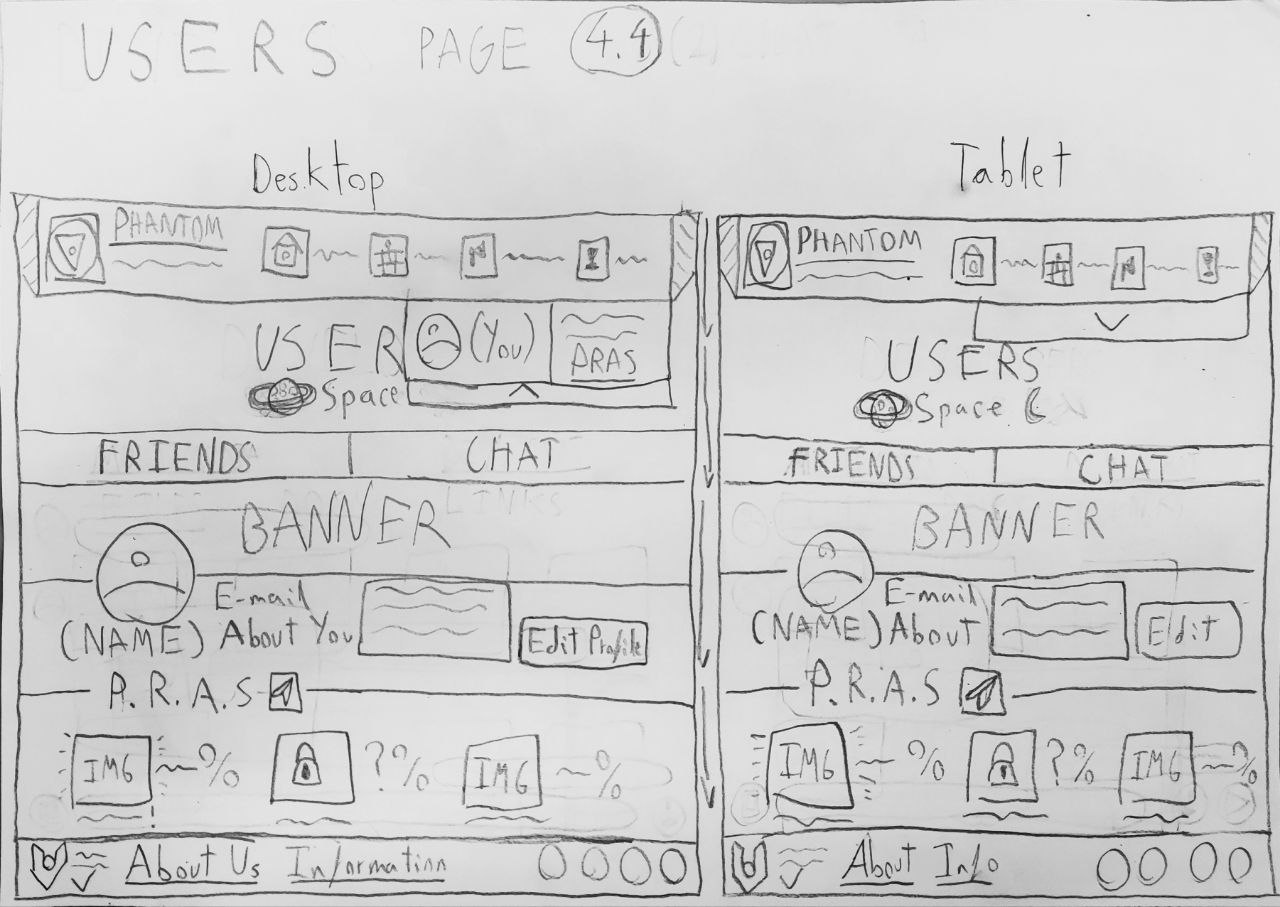 USERS PAGE 4.4
Desktop
PHANTOM
USER
(You)
PRAS
Space
FRIENDS
CHAT
BANNER
E-mail
(NAME) About You
Edit Profile
P.R.A.S
IMG % ?% IMG %
About Us Information
Tablet
PHANTOM
USERS
Space
FRIENDS
CHAT
BANNER
E-mail
(NAME) About
Edit
P.R.A.S
IMG % ?% IMG %
About Info